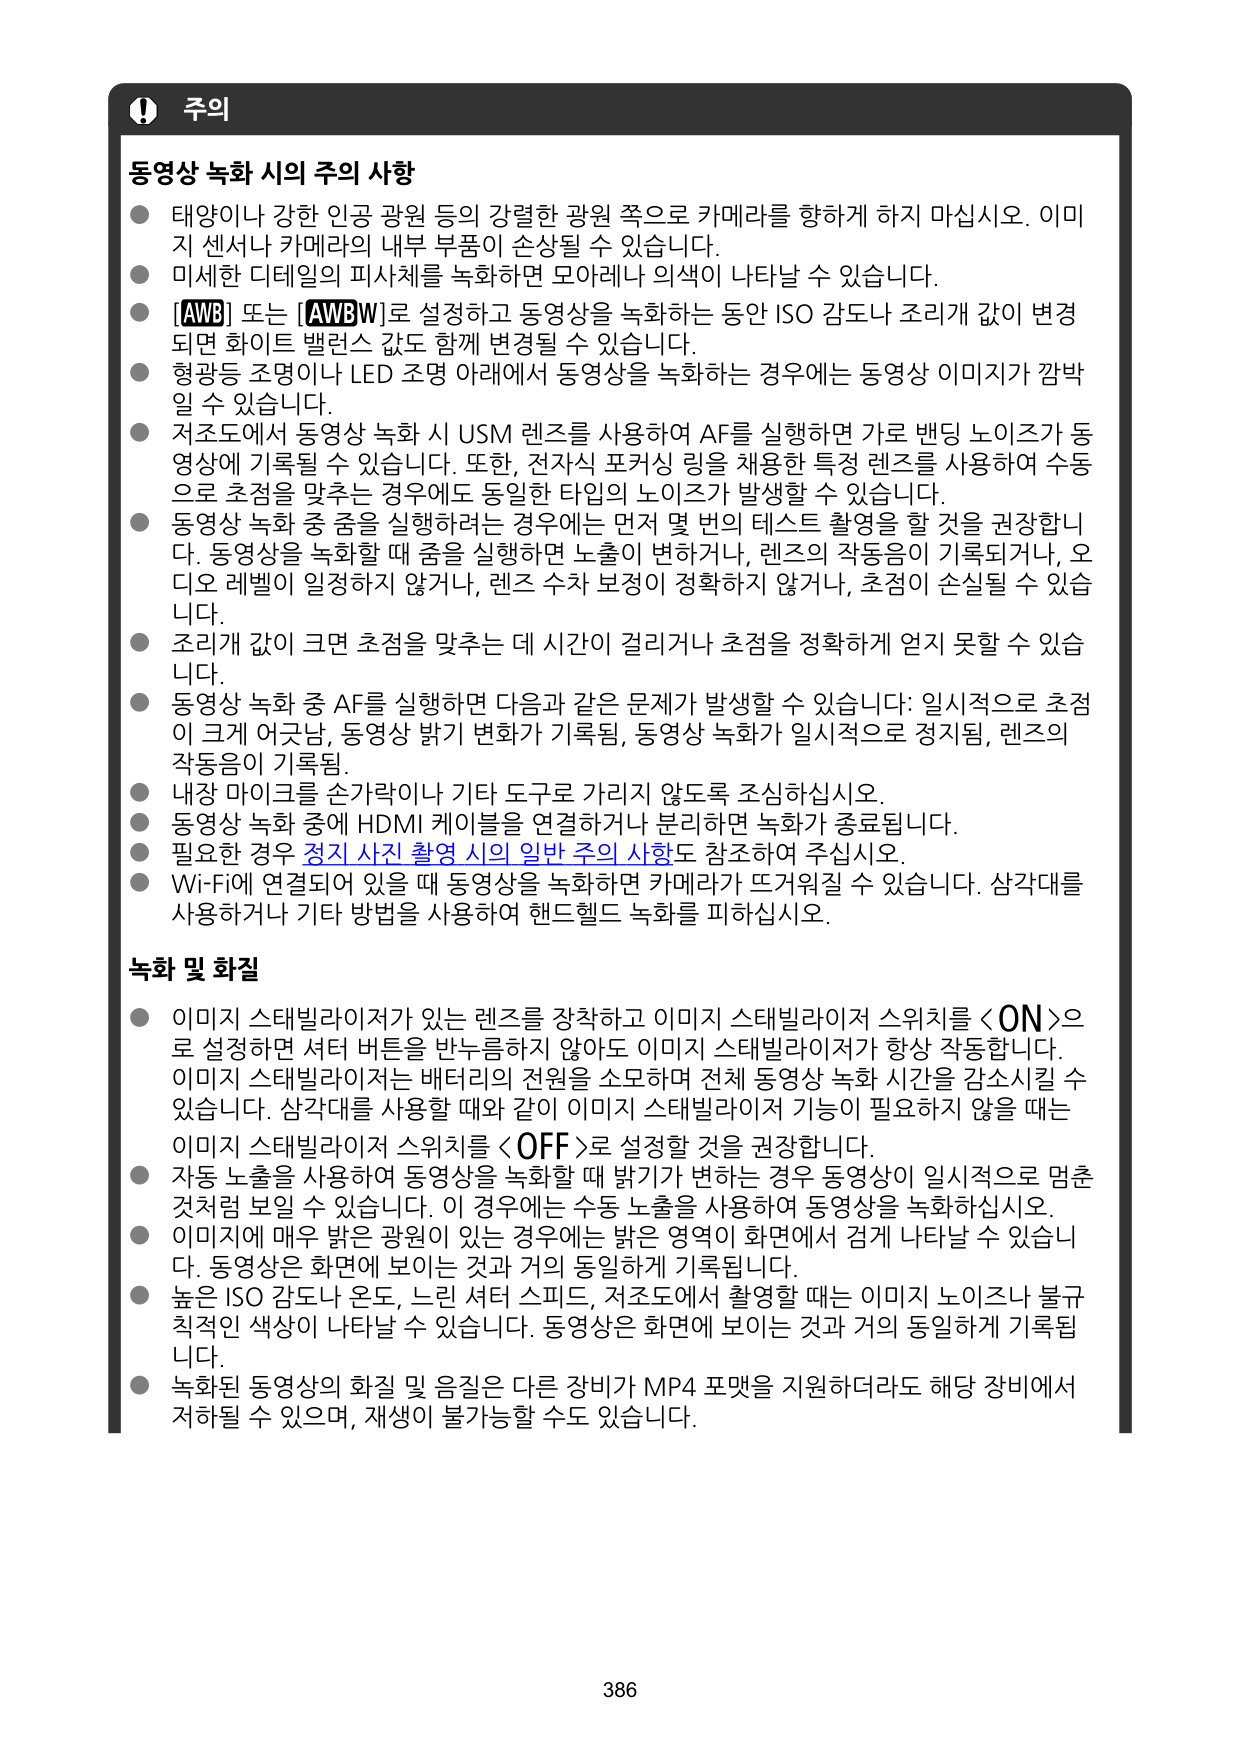 주의
동영상 녹화 시의 주의 사항
● 태양이나 강한 인공 광원 등의 강렬한 광원 쪽으로 카메라를 향하게 하지 마십시오. 이미
지 센서나 카메라의 내부 부품이 손상될 수 있습니다.
● 미세한 디테일의 피사체를 녹화하면 모아레나 의색이 나타날 수 있습니다.
● [AWB] 또는 [AWBW]로 설정하고 동영상을 녹화하는 동안 ISO 감도나 조리개 값이 변경
되면 화이트 밸런스 값도 함께 변경될 수 있습니다.
● 형광등 조명이나 LED 조명 아래에서 동영상을 녹화하는 경우에는 동영상 이미지가 깜박
일 수 있습니다.
● 저조도에서 동영상 녹화 시 USM 렌즈를 사용하여 AF를 실행하면 가로 밴딩 노이즈가 동
영상에 기록될 수 있습니다. 또한, 전자식 포커싱 링을 채용한 특정 렌즈를 사용하여 수동
으로 초점을 맞추는 경우에도 동일한 타입의 노이즈가 발생할 수 있습니다.
● 동영상 녹화 중 줌을 실행하려는 경우에는 먼저 몇 번의 테스트 촬영을 할 것을 권장합니
다. 동영상을 녹화할 때 줌을 실행하면 노출이 변하거나, 렌즈의 작동음이 기록되거나, 오
디오 레벨이 일정하지 않거나, 렌즈 수차 보정이 정확하지 않거나, 초점이 손실될 수 있습
니다.
● 조리개 값이 크면 초점을 맞추는 데 시간이 걸리거나 초점을 정확하게 얻지 못할 수 있습
니다.
● 동영상 녹화 중 AF를 실행하면 다음과 같은 문제가 발생할 수 있습니다: 일시적으로 초점
이 크게 어긋남, 동영상 밝기 변화가 기록됨, 동영상 녹화가 일시적으로 정지됨, 렌즈의
작동음이 기록됨.
● 내장 마이크를 손가락이나 기타 도구로 가리지 않도록 조심하십시오.
● 동영상 녹화 중에 HDMI 케이블을 연결하거나 분리하면 녹화가 종료됩니다.
● 필요한 경우 정지 사진 촬영 시의 일반 주의 사항도 참조하여 주십시오.
● Wi-Fi에 연결되어 있을 때 동영상을 녹화하면 카메라가 뜨거워질 수 있습니다. 삼각대를
사용하거나 기타 방법을 사용하여 핸드헬드 녹화를 피하십시오.
녹화 및 화질
● 이미지 스태빌라이저가 있는 렌즈를 장착하고 이미지 스태빌라이저 스위치를 <ON>으
로 설정하면 셔터 버튼을 반누름하지 않아도 이미지 스태빌라이저가 항상 작동합니다.
이미지 스태빌라이저는 배터리의 전원을 소모하며 전체 동영상 녹화 시간을 감소시킬 수
있습니다. 삼각대를 사용할 때와 같이 이미지 스태빌라이저 기능이 필요하지 않을 때는
이미지 스태빌라이저 스위치를 <OFF>로 설정할 것을 권장합니다.
● 자동 노출을 사용하여 동영상을 녹화할 때 밝기가 변하는 경우 동영상이 일시적으로 멈춘
것처럼 보일 수 있습니다. 이 경우에는 수동 노출을 사용하여 동영상을 녹화하십시오.
● 이미지에 매우 밝은 광원이 있는 경우에는 밝은 영역이 화면에서 검게 나타날 수 있습니
다. 동영상은 화면에 보이는 것과 거의 동일하게 기록됩니다.
● 높은 ISO 감도나 온도, 느린 셔터 스피드, 저조도에서 촬영할 때는 이미지 노이즈나 불규
칙적인 색상이 나타날 수 있습니다. 동영상은 화면에 보이는 것과 거의 동일하게 기록됩
니다.
● 녹화된 동영상의 화질 및 음질은 다른 장비가 MP4 포맷을 지원하더라도 해당 장비에서
저하될 수 있으며, 재생이 불가능할 수도 있습니다.
386